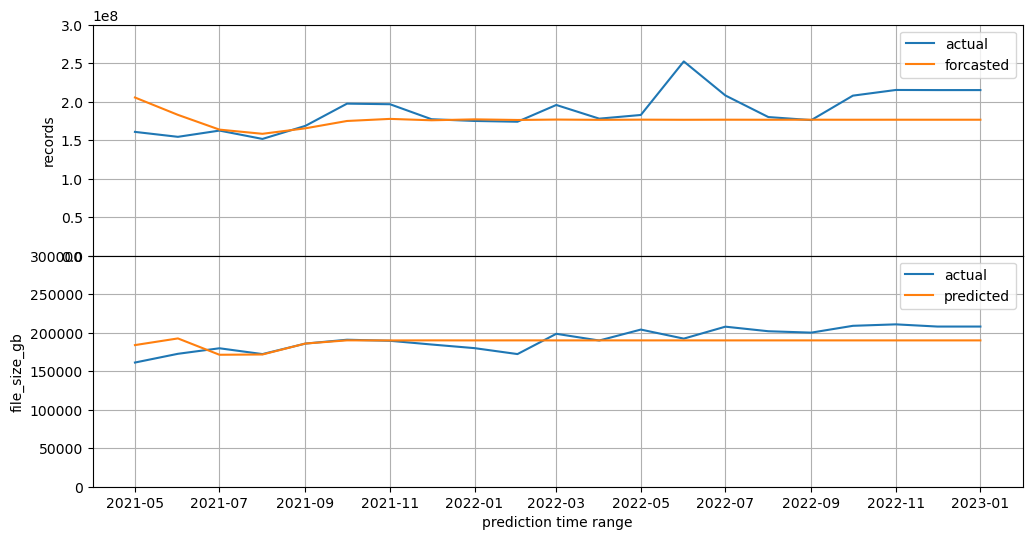 1e8
3.0
2.5
2.0
1.5
1.0
0.5
0.0
records
actual
forcasted
300000
250000
200000
150000
100000
50000
0
file_size_gb
actual
predicted
2021-05 2021-07 2021-09 2021-11 2022-01 2022-03 2022-05 2022-07 2022-09 2022-11 2023-01
prediction time range